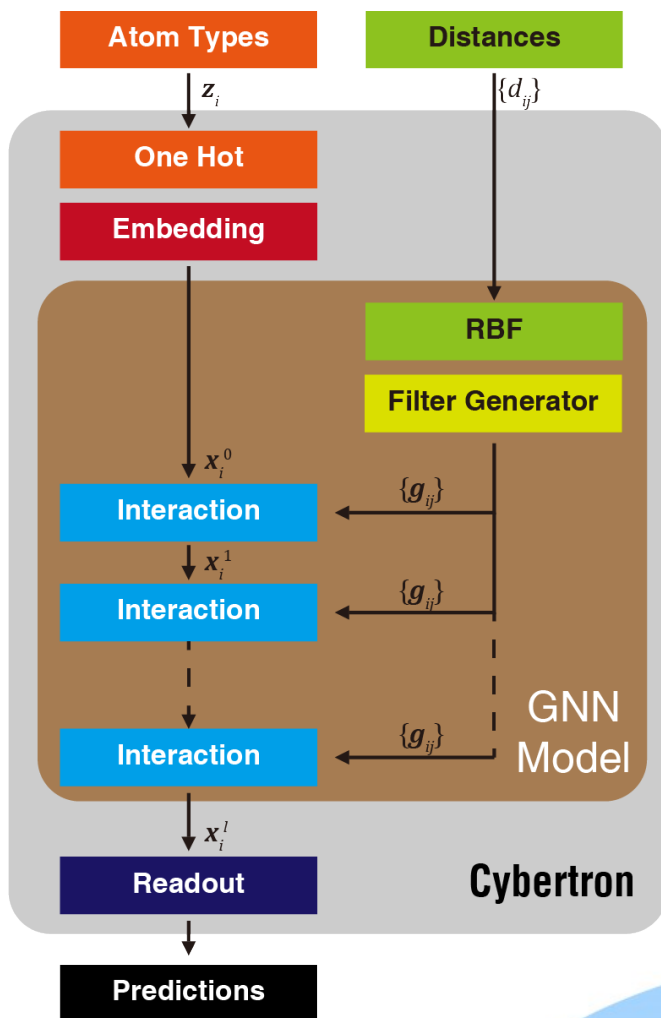 Atom Types
Distances
z_i
{d_ij}
One Hot
Embedding
RBF
Filter Generator
x_i^0
Interaction
{g_ij}
x_i^1
Interaction
{g_ij}
Interaction
{g_ij}
GNN
Model
x_i^l
Readout
Cybertron
Predictions